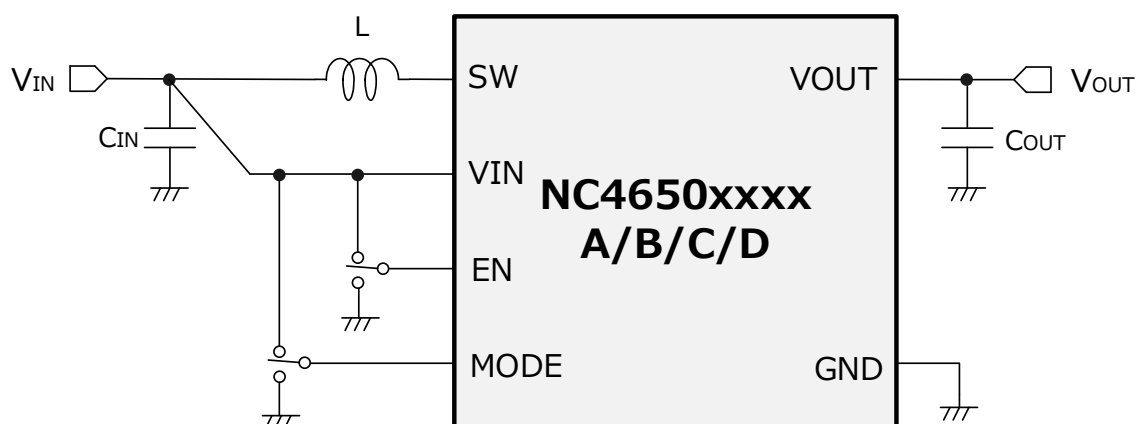 L
VIN
SW
VOUT
VOUT
CIN
COUT
VIN
NC4650xxxx
A/B/C/D
EN
MODE
GND